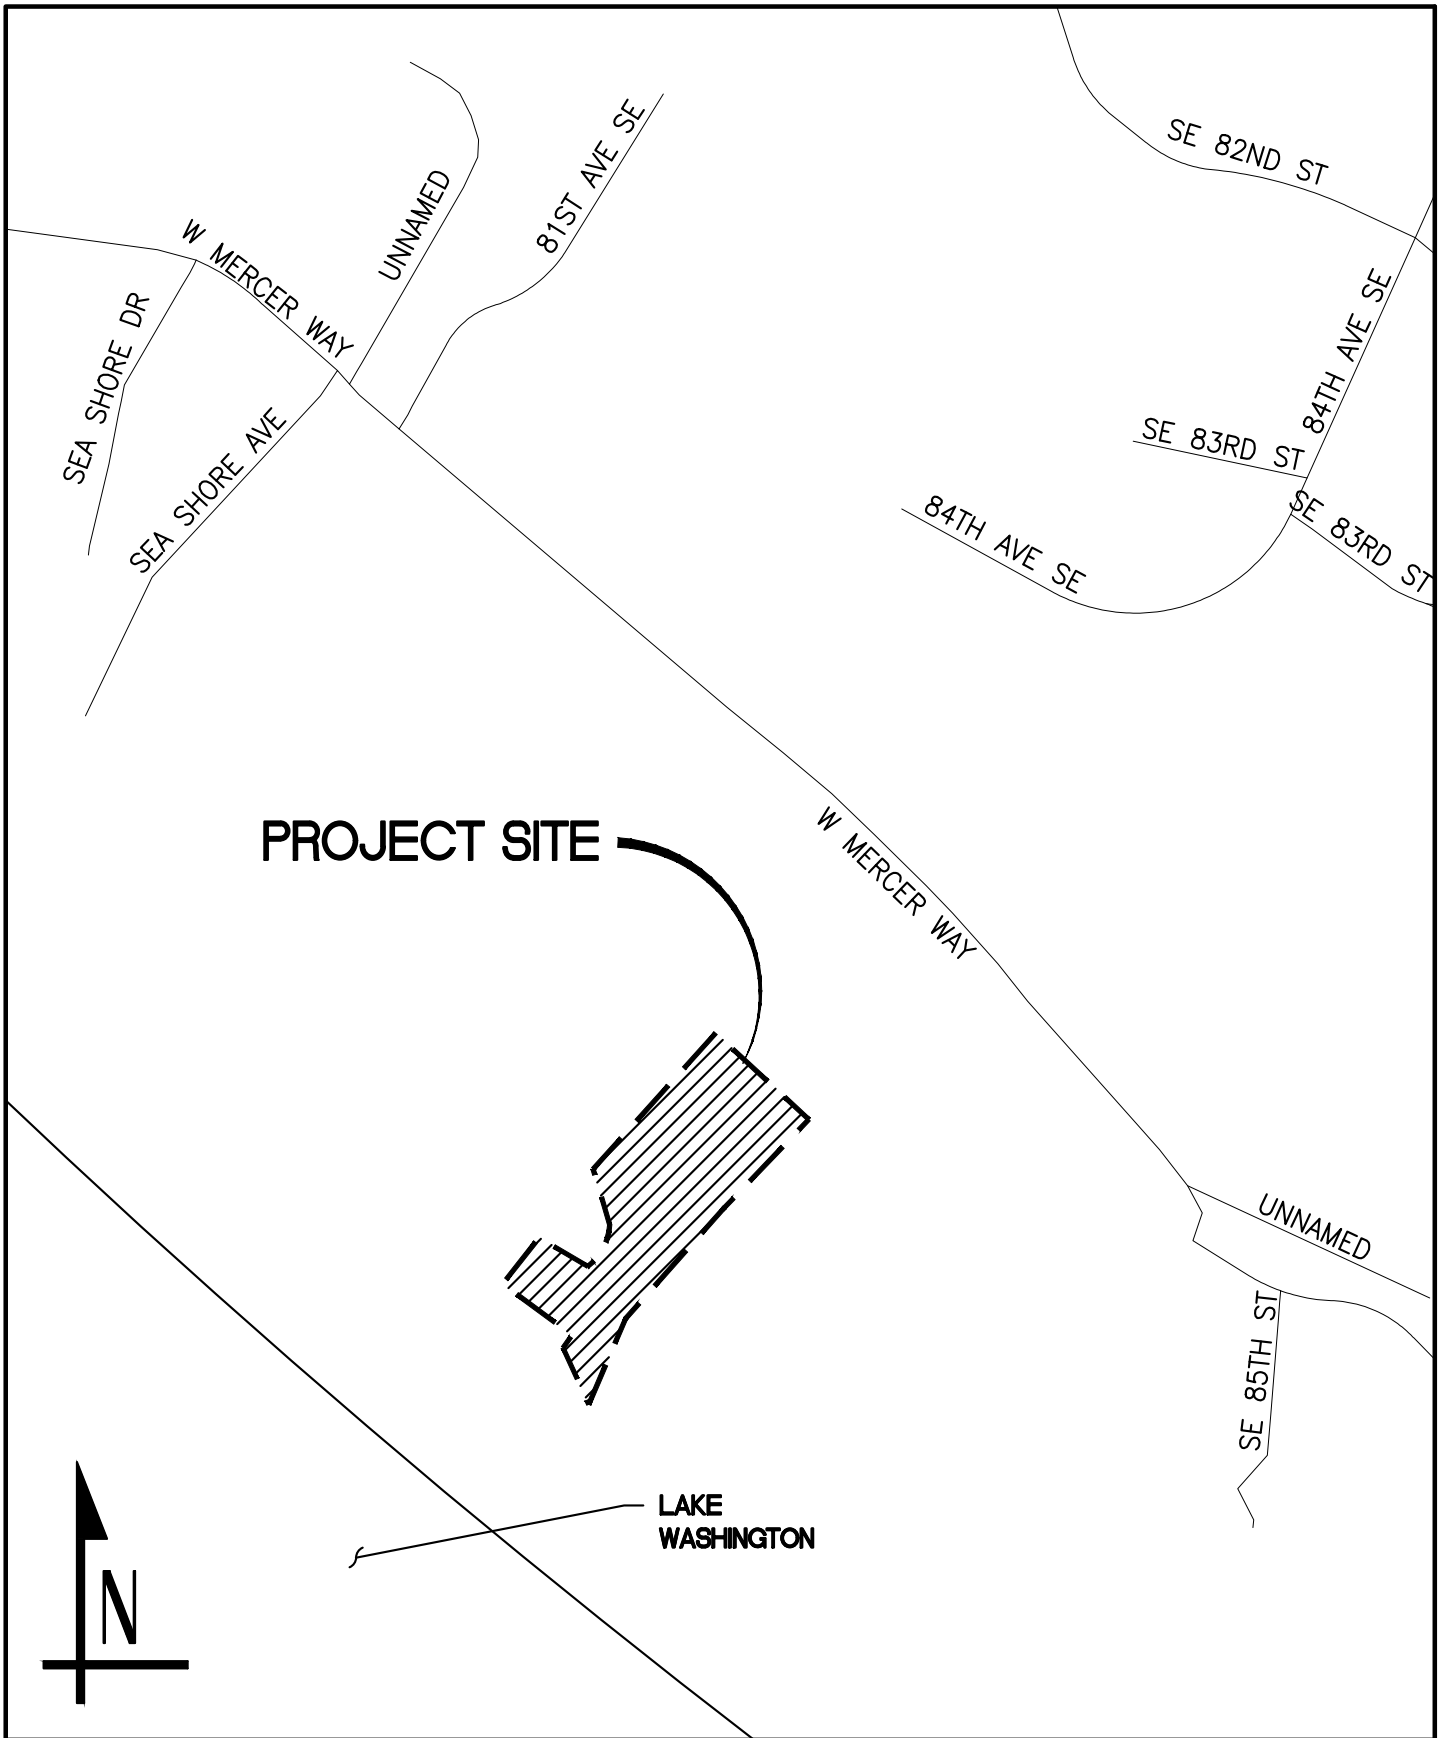 SE 82ND ST
81ST AVE SE
UNNAMED
W MERCER WAY
SEA SHORE DR
84TH AVE SE
SEA SHORE AVE
SE 83RD ST
84TH AVE SE
SE 83RD ST
PROJECT SITE
W MERCER WAY
UNNAMED
SE 85TH ST
LAKE
WASHINGTON
N